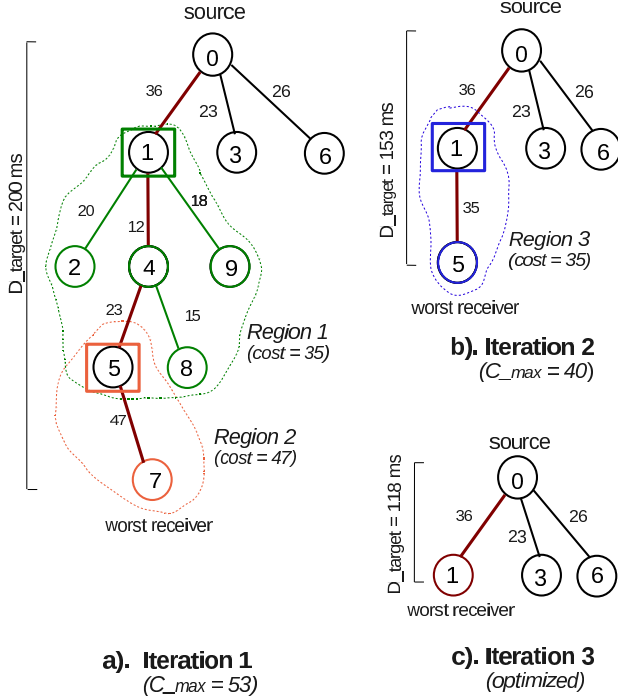 source
0
36
23
26
D_target = 200 ms
1
3
6
20
12
18
2
4
9
23
15
Region 1
(cost = 35)
5
8
47
Region 2
(cost = 47)
7
worst receiver
a). Iteration 1
(C_max = 53)
source
0
36
23
26
D_target = 153 ms
1
3
6
35
Region 3
(cost = 35)
5
worst receiver
b). Iteration 2
(C_max = 40)
source
0
36
23
26
D_target = 118 ms
1
3
6
worst receiver
c). Iteration 3
(optimized)